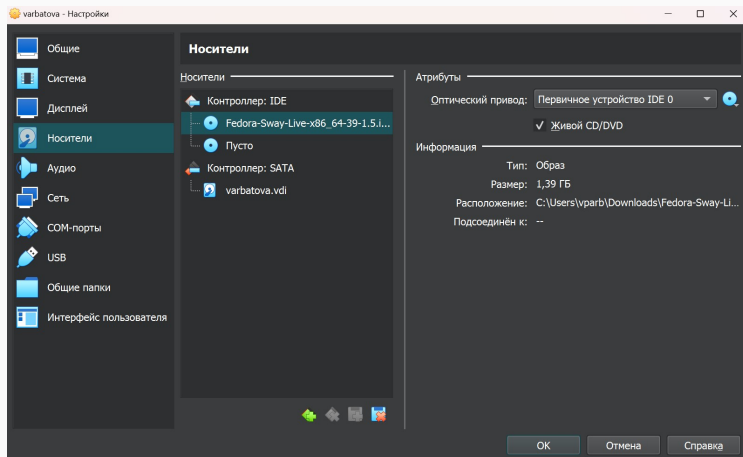 varbatova - Настройки
Общие
Система
Дисплей
Носители
Аудио
Сеть
COM-порты
USB
Общие папки
Интерфейс пользователя
Носители
Носители
Контроллер: IDE
Fedora-Sway-Live-x86_64-39-1.5.i...
Пусто
Контроллер: SATA
varbatova.vdi
Атрибуты
Оптический привод: Первичное устройство IDE 0
Живой CD/DVD
Информация
Тип: Образ
Размер: 1,39 ГБ
Расположение: C:\Users\vparb\Downloads\Fedora-Sway-Li...
Подсоединён к: --
OK Отмена Справка